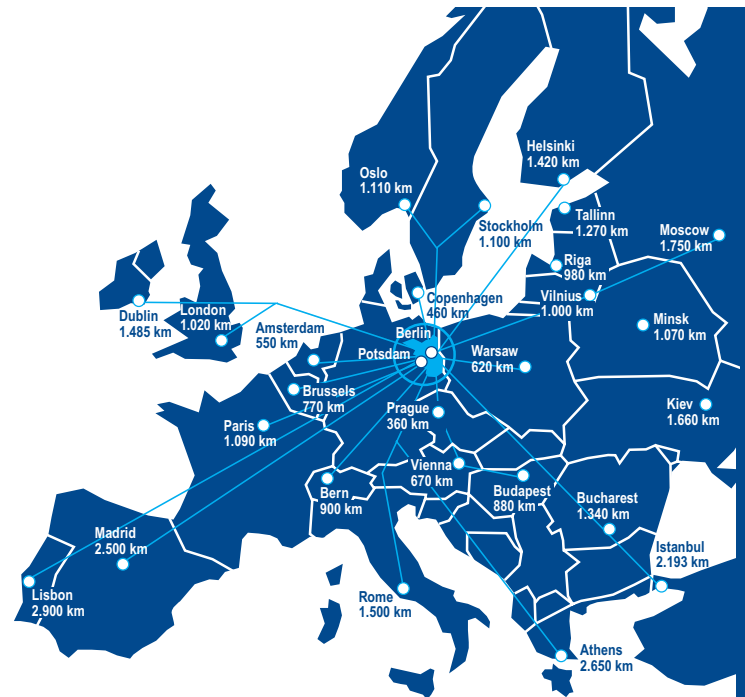 Helsinki
1.420 km
Oslo
1.110 km
Tallinn
1.270 km
Stockholm
1.100 km
Moscow
1.750 km
Riga
980 km
Copenhagen
460 km
Vilnius
1.000 km
Dublin
1.485 km
London
1.020 km
Minsk
1.070 km
Amsterdam
550 km
Berlin
Potsdam
Warsaw
620 km
Brussels
770 km
Prague
360 km
Kiev
1.660 km
Paris
1.090 km
Vienna
670 km
Bern
900 km
Budapest
880 km
Bucharest
1.340 km
Madrid
2.500 km
Istanbul
2.193 km
Lisbon
2.900 km
Rome
1.500 km
Athens
2.650 km